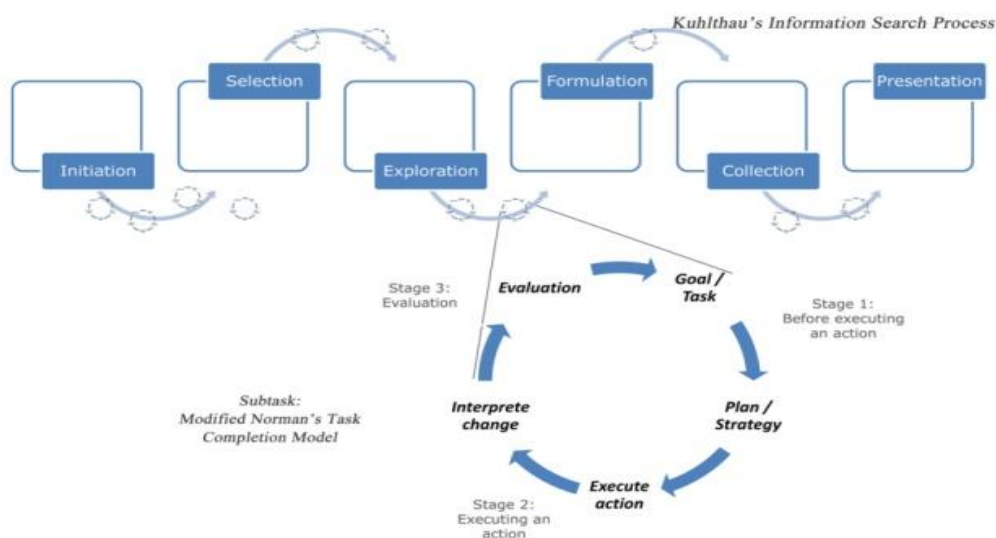 Kuhlthau's Information Search Process
Selection
Formulation
Presentation
Initiation
Exploration
Collection
Stage 3:
Evaluation
Evaluation
Goal /
Task
Stage 1:
Before executing
an action
Subtask:
Modified Norman's Task
Completion Model
Interprete
change
Plan /
Strategy
Execute
action
Stage 2:
Executing an
action